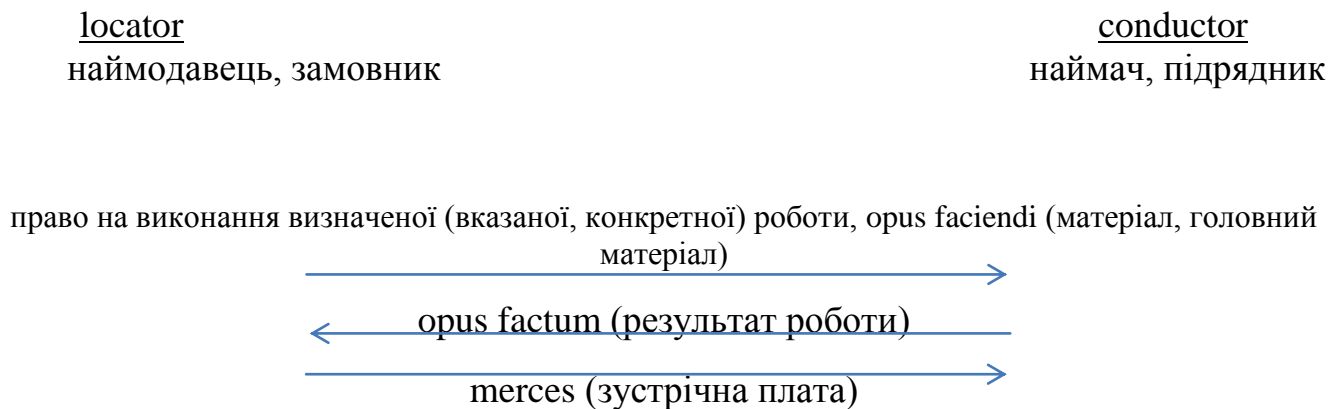 locator conductor
наймодавець, замовник наймач, підрядник
право на виконання визначеної (вказаної, конкретної) роботи, opus faciendi (матеріал, головний
матеріал)
opus factum (результат роботи)
merces (зустрічна плата)